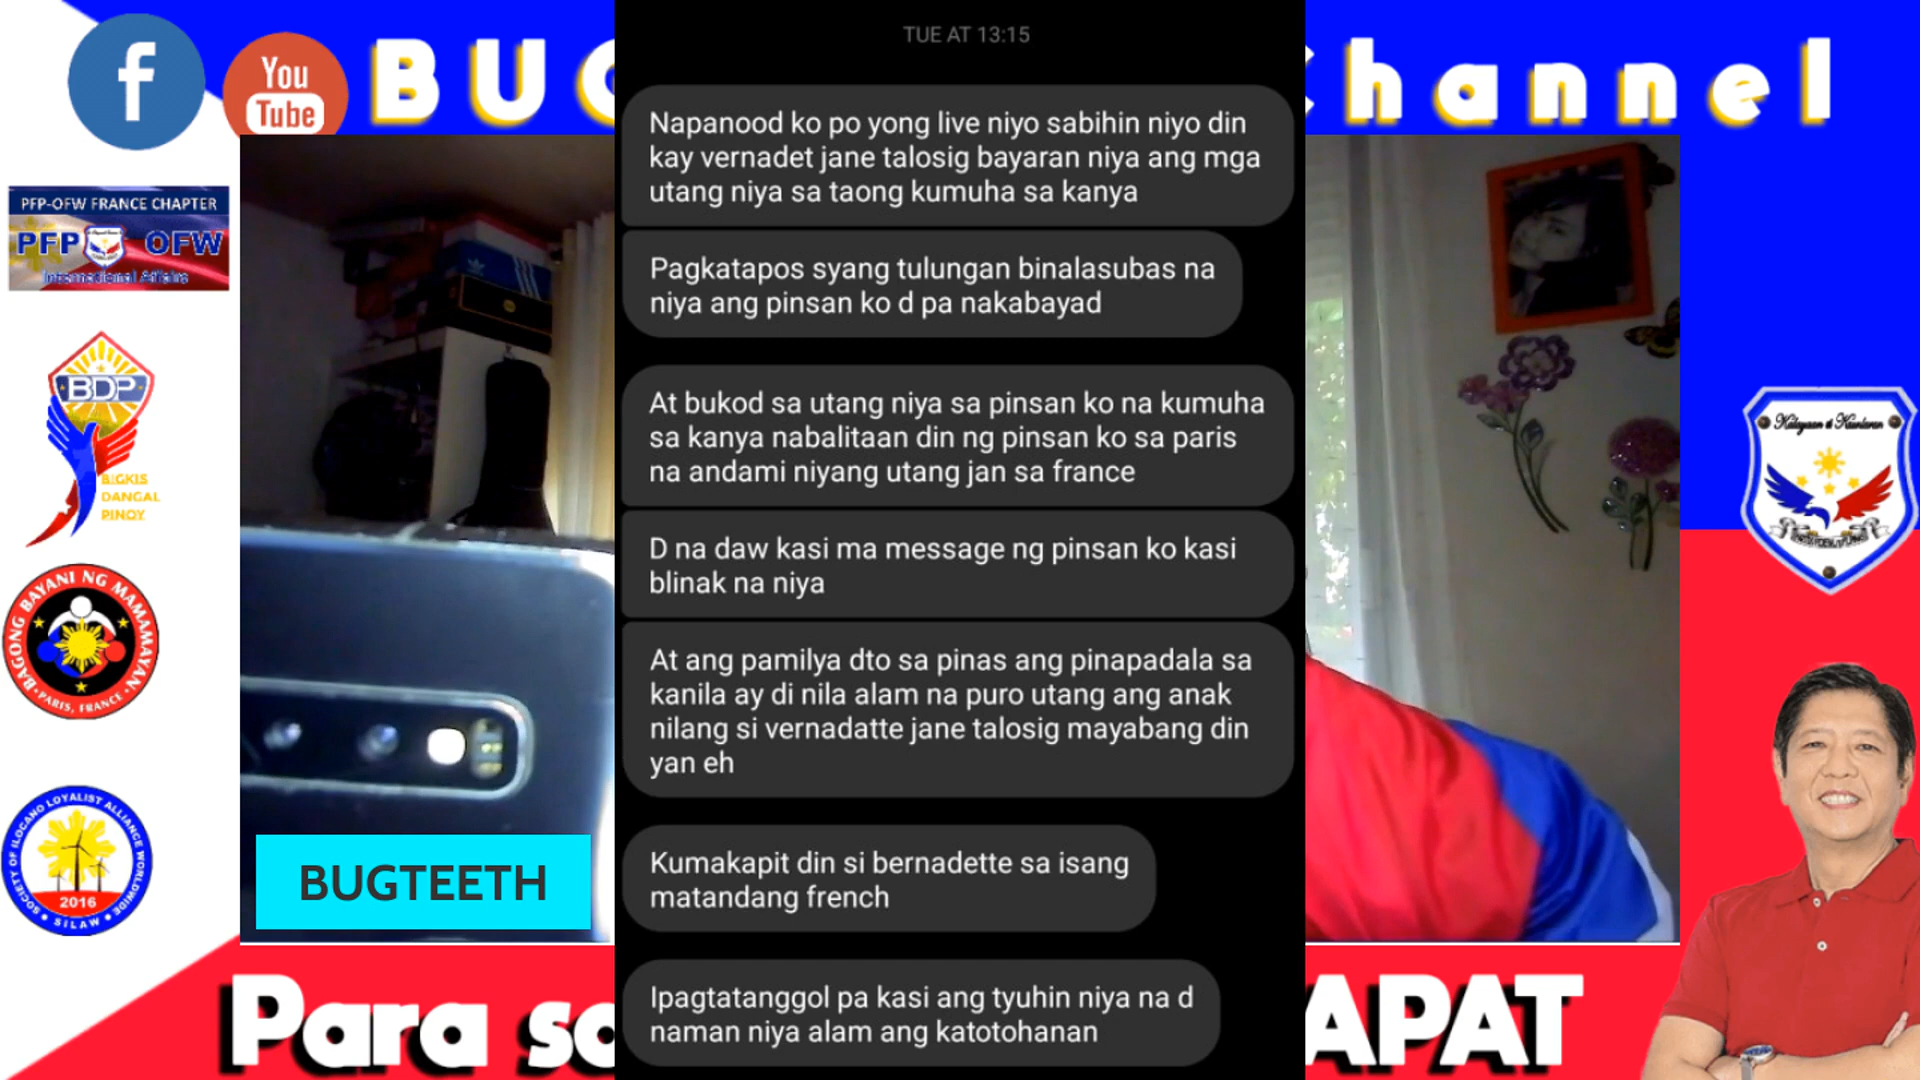 f
You
Tube
BUG
hannel
TUE AT 13:15
Napanood ko po yong live niyo sabihin niyo din
kay vernadet jane talosig bayaran niya ang mga
utang niya sa taong kumuha sa kanya
Pagkatapos syang tulungan binalasubas na
niya ang pinsan ko d pa nakabayad
At bukod sa utang niya sa pinsan ko na kumuha
sa kanya nabalitaan din ng pinsan ko sa paris
na andami niyang utang jan sa france
D na daw kasi ma message ng pinsan ko kasi
blinak na niya
At ang pamilya dto sa pinas ang pinapadala sa
kanila ay di nila alam na puro utang ang anak
nilang si vernadatte jane talosig mayabang din
yan eh
Kumakapit din si bernadette sa isang
matandang french
Ipagtatanggol pa kasi ang tyuhin niya na d
naman niya alam ang katotohanan
PFP-OFW FRANCE CHAPTER
PFP OFW
International Affairs
BDP
BIGKIS
DANGAL
PINOY
BAGONG BAYANI NG MAMAMAYAN
PARIS, FRANCE
SOCIETY OF ILOCANO LOYALIST ALLIANCE WORLDWIDE
2016
SILAW
BUGTEETH
Para sa
APAT